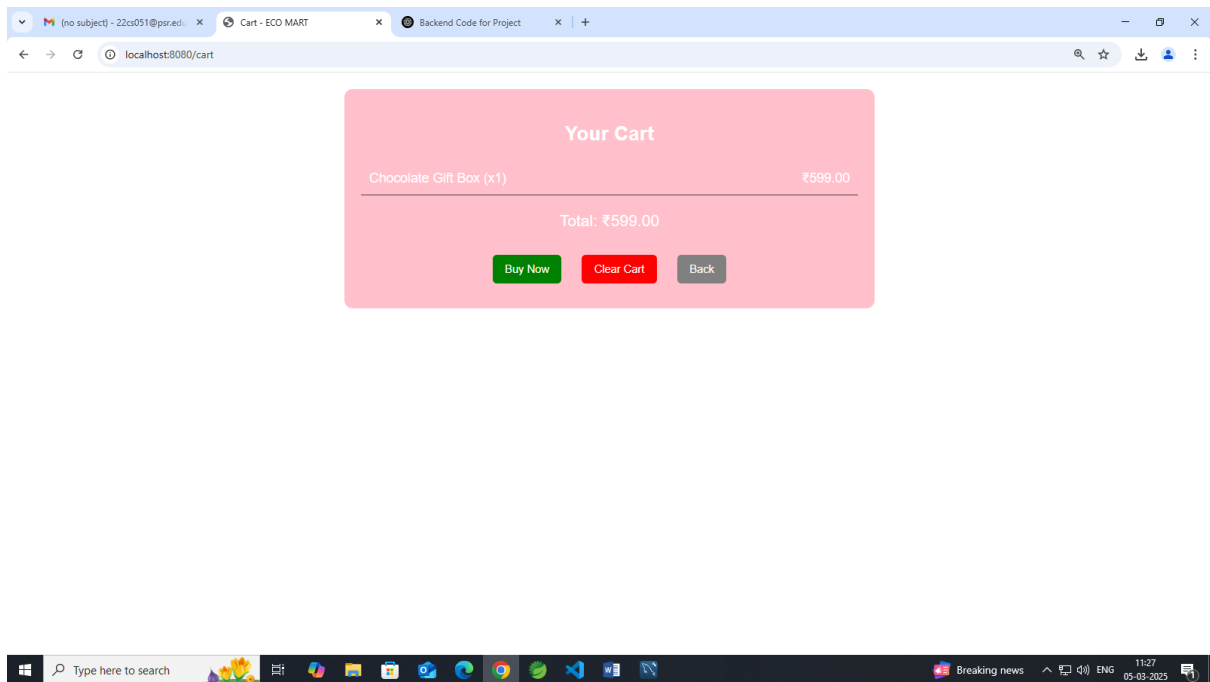 (no subject) - 22cs051@psr.edu
Cart - ECO MART
Backend Code for Project
localhost:8080/cart
Your Cart
Chocolate Gift Box (x1) ₹599.00
Total: ₹599.00
Buy Now Clear Cart Back
Type here to search
Breaking news
ENG
11:27
05-03-2025
1